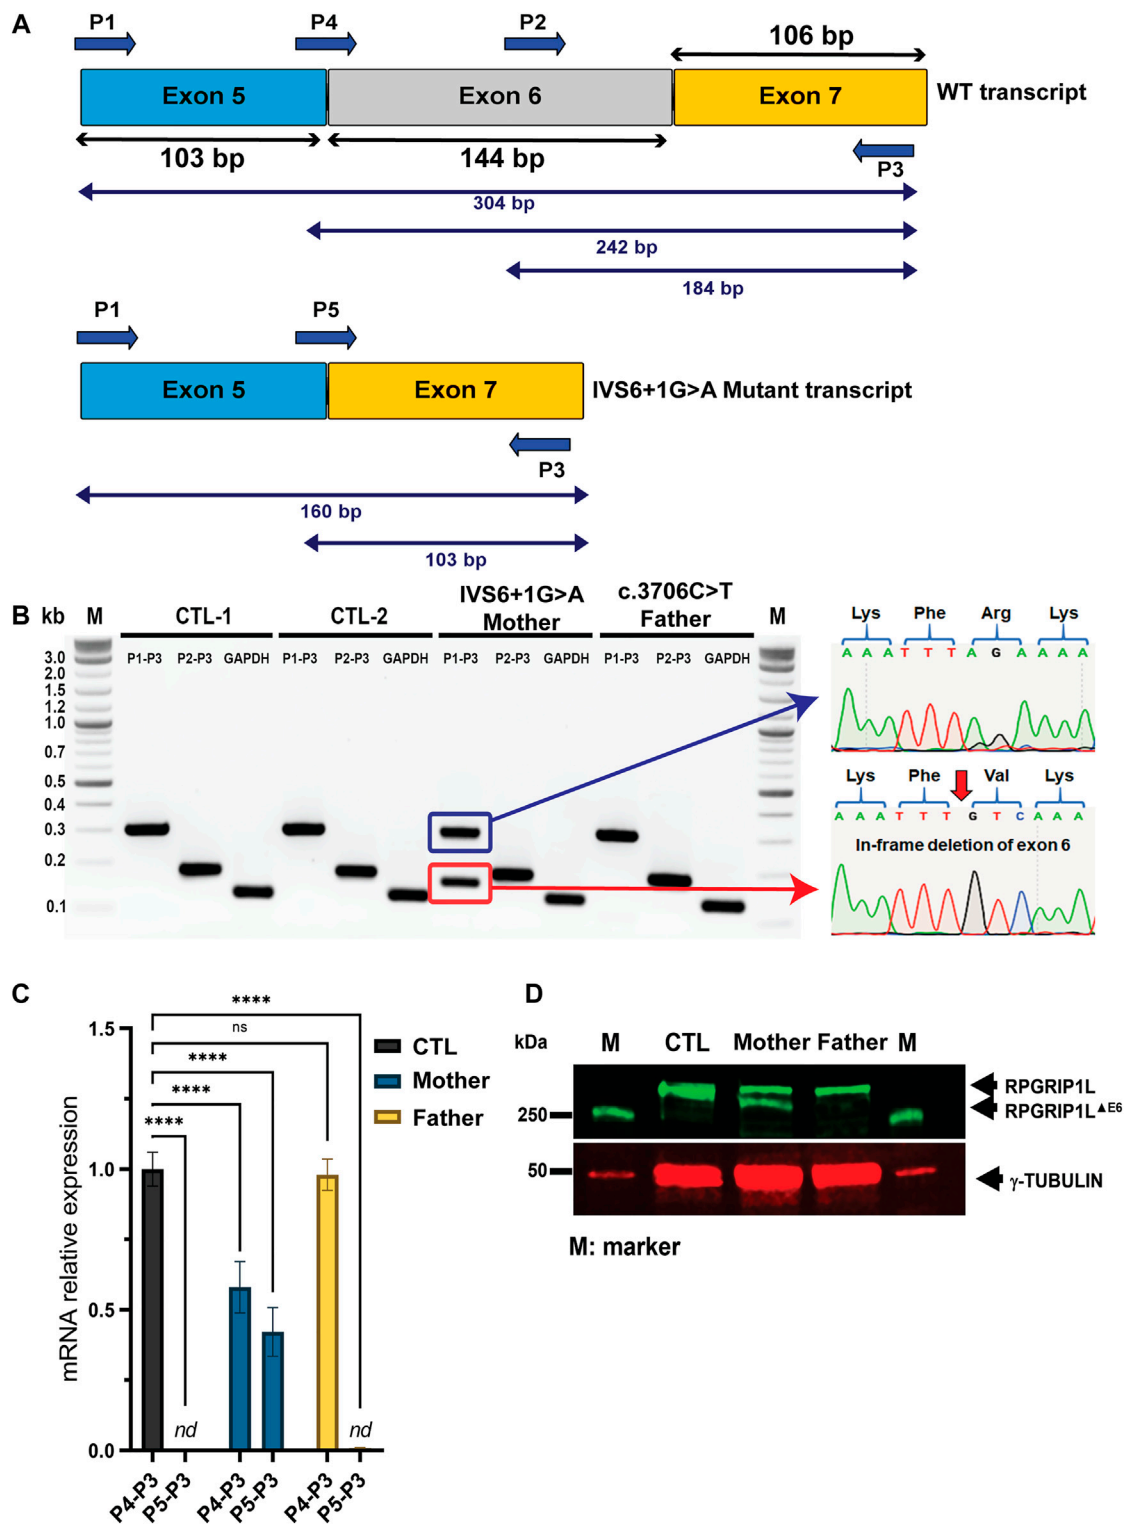 A
P1
P4
P2
106 bp
Exon 5
Exon 6
Exon 7
WT transcript
103 bp
144 bp
P3
304 bp
242 bp
184 bp
P1
P5
Exon 5
Exon 7
IVS6+1G>A Mutant transcript
P3
160 bp
103 bp
B
kb
M
CTL-1
CTL-2
IVS6+1G>A
Mother
c.3706C>T
Father
M
P1-P3 P2-P3 GAPDH P1-P3 P2-P3 GAPDH P1-P3 P2-P3 GAPDH P1-P3 P2-P3 GAPDH
3.0
2.0
1.5
1.2
1.0
0.7
0.5
0.4
0.3
0.2
0.1
Lys Phe Arg Lys
A A A T T T A G A A A A
Lys Phe Val Lys
A A A T T T G T C A A A
In-frame deletion of exon 6
C
mRNA relative expression
1.5
1.0
0.5
0.0
****
ns
****
****
****
nd
nd
CTL
Mother
Father
P4-P3
P5-P3
P4-P3
P5-P3
P4-P3
P5-P3
D
kDa
M CTL Mother Father M
250
50
RPGRIP1L
RPGRIP1L▲E6
γ-TUBULIN
M: marker